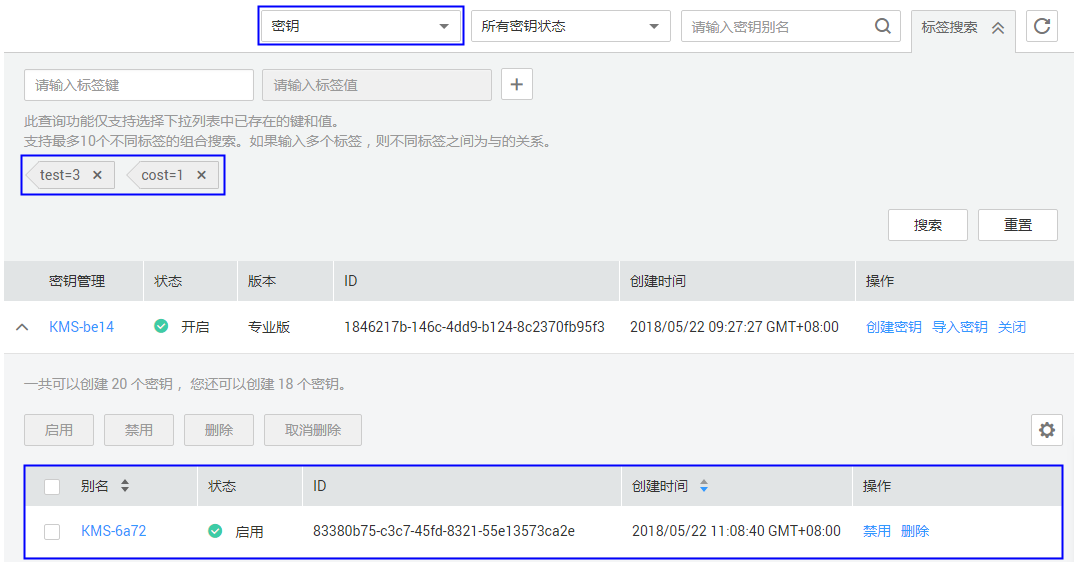 密钥 所有密钥状态 请输入密钥别名 标签搜索
请输入标签键 请输入标签值
此查询功能仅支持选择下拉列表中已存在的键和值。
支持最多10个不同标签的组合搜索。如果输入多个标签，则不同标签之间为与的关系。
test=3 × cost=1 ×
搜索 重置
密钥管理 状态 版本 ID 创建时间 操作
KMS-be14 开启 专业版 1846217b-146c-4dd9-b124-8c2370fb95f3 2018/05/22 09:27:27 GMT+08:00 创建密钥 导入密钥 关闭
一共可以创建 20 个密钥，您还可以创建 18 个密钥。
启用 禁用 删除 取消删除
别名 状态 ID 创建时间 操作
KMS-6a72 启用 83380b75-c3c7-45fd-8321-55e13573ca2e 2018/05/22 11:08:40 GMT+08:00 禁用 删除